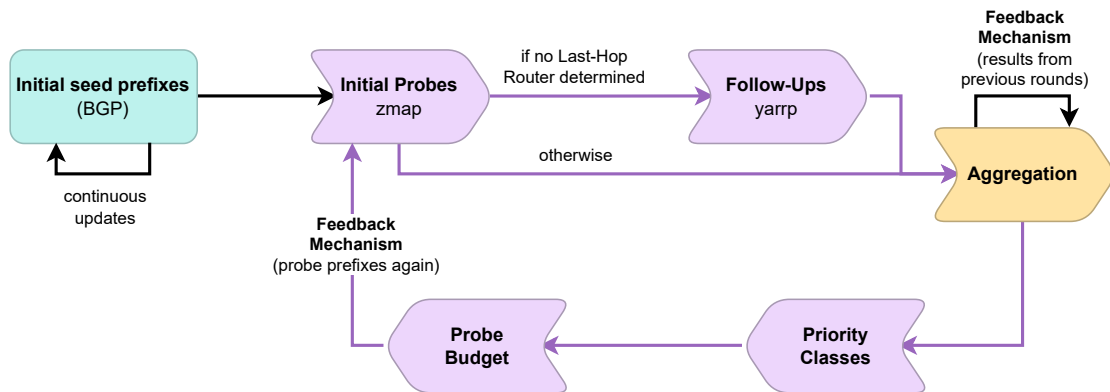 Initial seed prefixes
(BGP)
continuous
updates
Initial Probes
zmap
if no Last-Hop
Router determined
Follow-Ups
yarrp
otherwise
Feedback
Mechanism
(results from
previous rounds)
Aggregation
Feedback
Mechanism
(probe prefixes again)
Probe
Budget
Priority
Classes